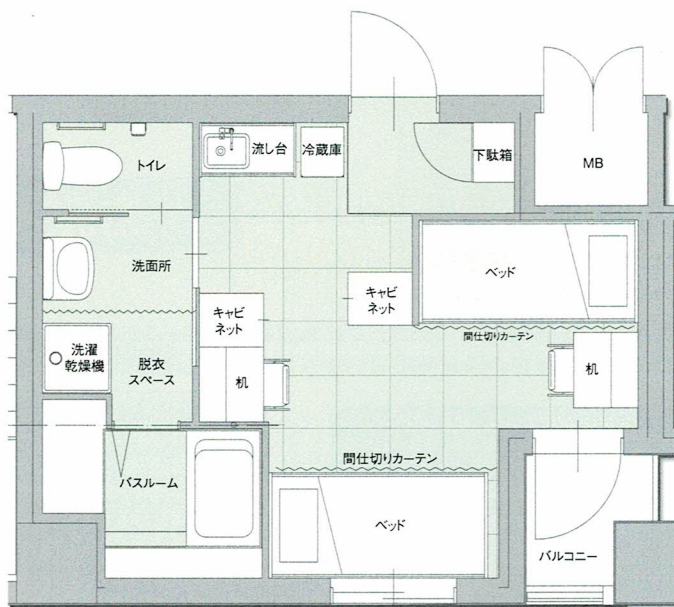 トイレ
流し台
冷蔵庫
下駄箱
MB
洗面所
ベッド
キャビ
ネット
キャビ
ネット
間仕切りカーテン
洗濯
乾燥機
脱衣
スペース
机
机
間仕切りカーテン
バスルーム
ベッド
バルコニー